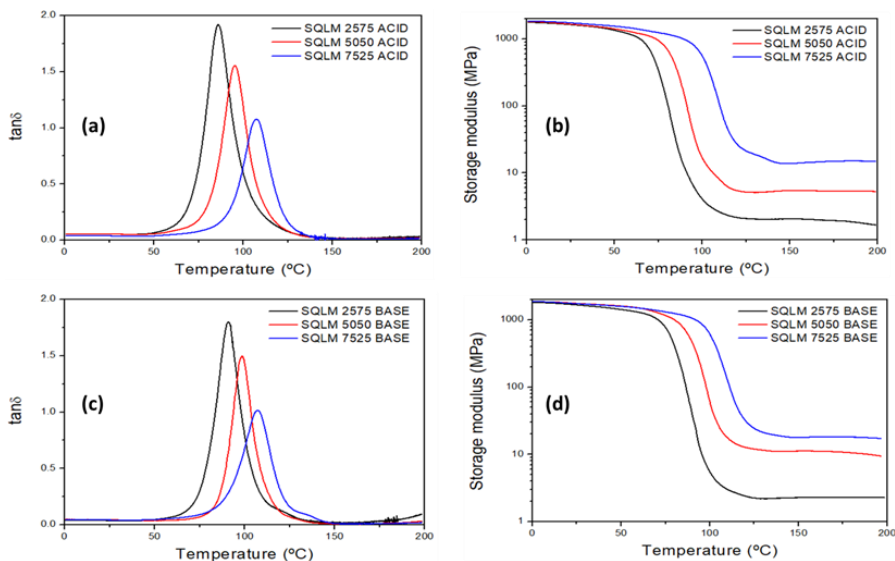 2.0
1.5
1.0
0.5
0.0
tanδ
(a)
SQLM 2575 ACID
SQLM 5050 ACID
SQLM 7525 ACID
0 50 100 150 200
Temperature (ºC)
1000
100
10
1
Storage modulus (MPa)
(b)
SQLM 2575 ACID
SQLM 5050 ACID
SQLM 7525 ACID
0 50 100 150 200
Temperature (ºC)
2.0
1.5
1.0
0.5
0.0
tanδ
(c)
SQLM 2575 BASE
SQLM 5050 BASE
SQLM 7525 BASE
0 50 100 150 200
Temperature (ºC)
1000
100
10
1
Storage modulus (MPa)
(d)
SQLM 2575 BASE
SQLM 5050 BASE
SQLM 7525 BASE
0 50 100 150 200
Temperature (ºC)